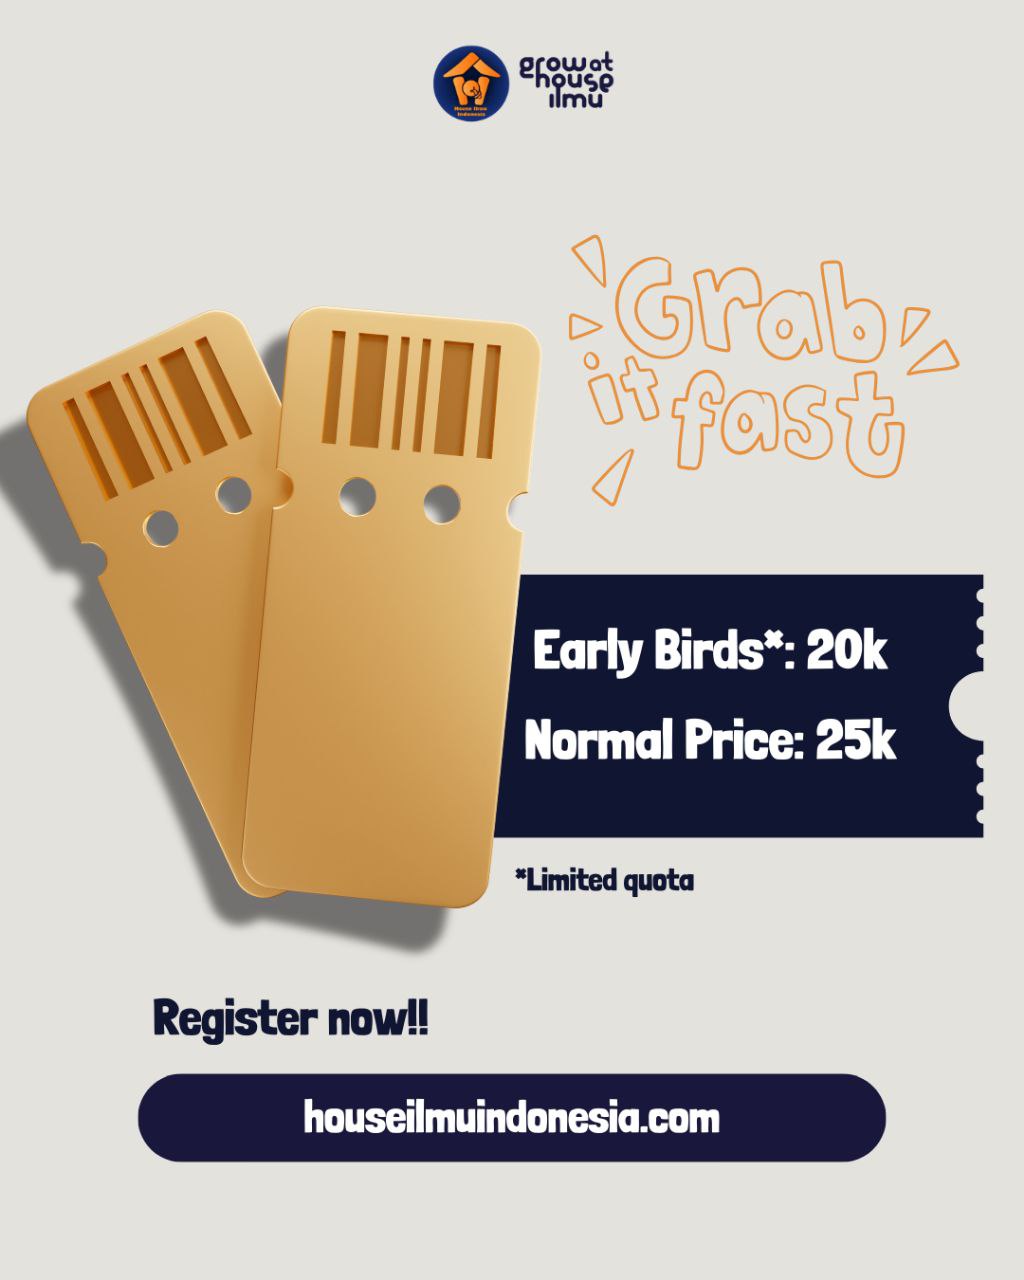 grow at
house
ilmu
House Ilmu
Indonesia
Grab
it fast
Early Birds*: 20k
Normal Price: 25k
*Limited quota
Register now!!
houseilmuindonesia.com